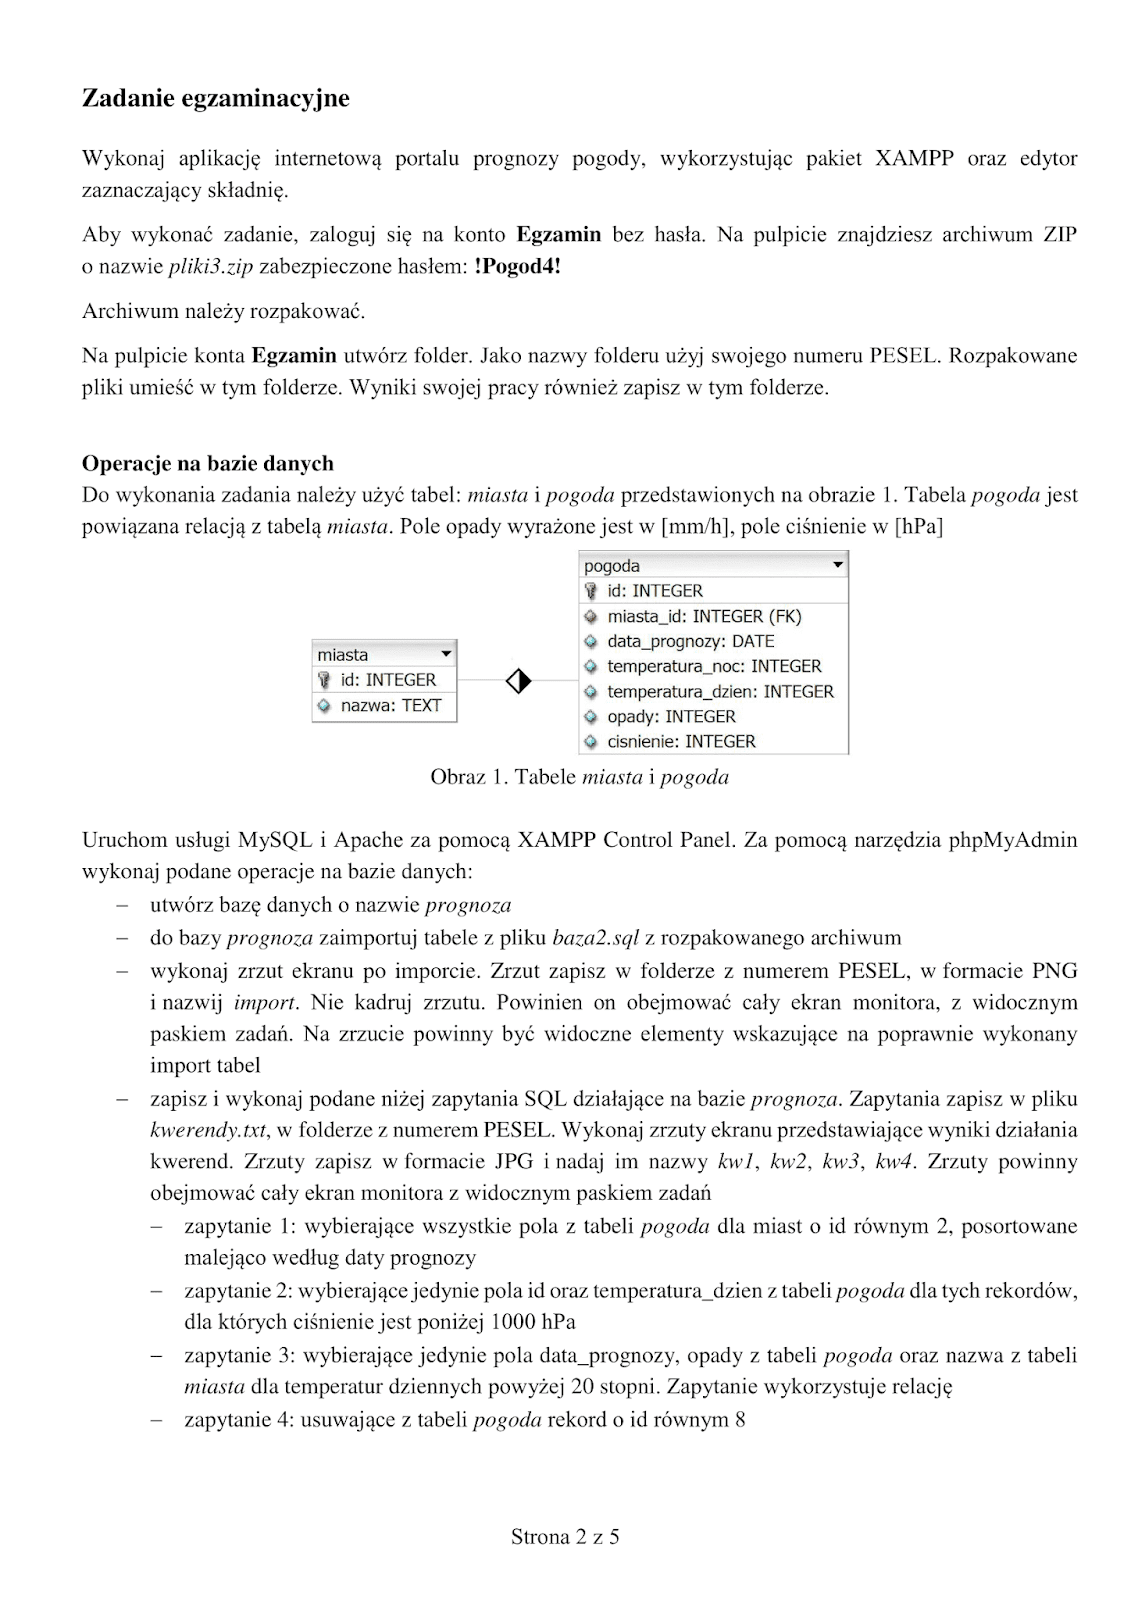 Zadanie egzaminacyjne
Wykonaj aplikację internetową portalu prognozy pogody, wykorzystując pakiet XAMPP oraz edytor
zaznaczający składnię.
Aby wykonać zadanie, zaloguj się na konto Egzamin bez hasła. Na pulpicie znajdziesz archiwum ZIP
o nazwie pliki3.zip zabezpieczone hasłem: !Pogod4!
Archiwum należy rozpakować.
Na pulpicie konta Egzamin utwórz folder. Jako nazwy folderu użyj swojego numeru PESEL. Rozpakowane
pliki umieść w tym folderze. Wyniki swojej pracy również zapisz w tym folderze.
Operacje na bazie danych
Do wykonania zadania należy użyć tabel: miasta i pogoda przedstawionych na obrazie 1. Tabela pogoda jest
powiązana relacją z tabelą miasta. Pole opady wyrażone jest w [mm/h], pole ciśnienie w [hPa]
miasta
id: INTEGER
nazwa: TEXT
pogoda
id: INTEGER
miasta_id: INTEGER (FK)
data_prognozy: DATE
temperatura_noc: INTEGER
temperatura_dzien: INTEGER
opady: INTEGER
cisnienie: INTEGER
Obraz 1. Tabele miasta i pogoda
Uruchom usługi MySQL i Apache za pomocą XAMPP Control Panel. Za pomocą narzędzia phpMyAdmin
wykonaj podane operacje na bazie danych:
– utwórz bazę danych o nazwie prognoza
– do bazy prognoza zaimportuj tabele z pliku baza2.sql z rozpakowanego archiwum
– wykonaj zrzut ekranu po imporcie. Zrzut zapisz w folderze z numerem PESEL, w formacie PNG
i nazwij import. Nie kadruj zrzutu. Powinien on obejmować cały ekran monitora, z widocznym
paskiem zadań. Na zrzucie powinny być widoczne elementy wskazujące na poprawnie wykonany
import tabel
– zapisz i wykonaj podane niżej zapytania SQL działające na bazie prognoza. Zapytania zapisz w pliku
kwerendy.txt, w folderze z numerem PESEL. Wykonaj zrzuty ekranu przedstawiające wyniki działania
kwerend. Zrzuty zapisz w formacie JPG i nadaj im nazwy kw1, kw2, kw3, kw4. Zrzuty powinny
obejmować cały ekran monitora z widocznym paskiem zadań
– zapytanie 1: wybierające wszystkie pola z tabeli pogoda dla miast o id równym 2, posortowane
malejąco według daty prognozy
– zapytanie 2: wybierające jedynie pola id oraz temperatura_dzien z tabeli pogoda dla tych rekordów,
dla których ciśnienie jest poniżej 1000 hPa
– zapytanie 3: wybierające jedynie pola data_prognozy, opady z tabeli pogoda oraz nazwa z tabeli
miasta dla temperatur dziennych powyżej 20 stopni. Zapytanie wykorzystuje relację
– zapytanie 4: usuwające z tabeli pogoda rekord o id równym 8
Strona 2 z 5